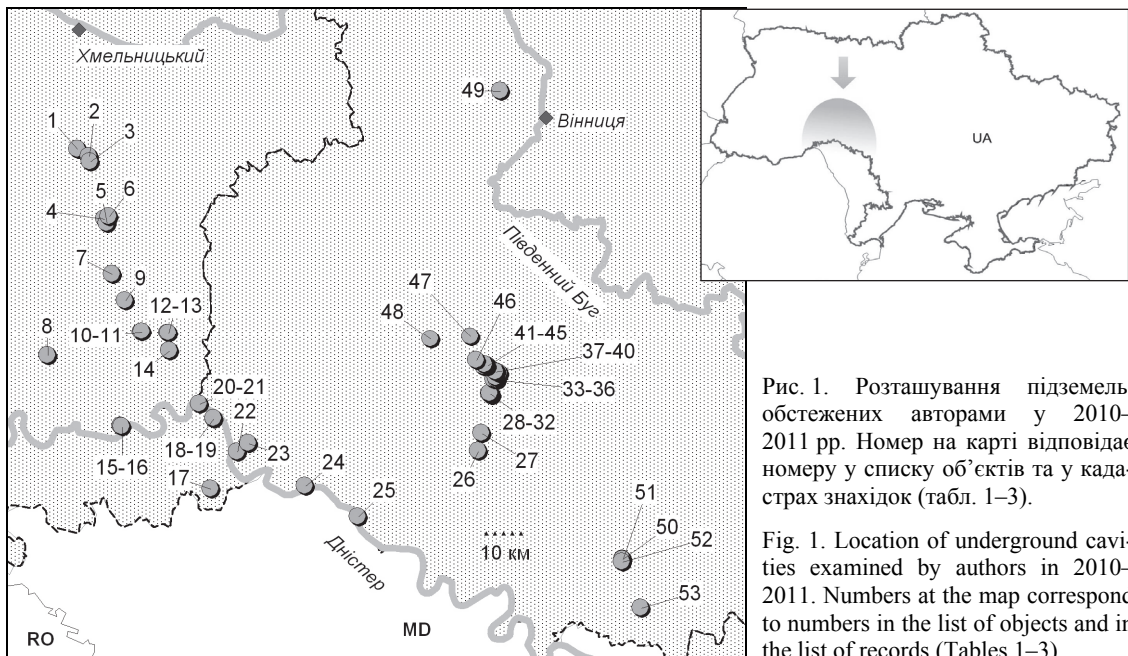 Хмельницький
49
Вінниця
UA
1
2
3
4
5
6
7
9
12-13
8
10-11
14
Південний Буг
47
46
48
41-45
37-40
33-36
28-32
27
26
20-21
22
18-19
23
15-16
17
24
25
10 км
Дністер
51
50
52
53
RO
MD
Рис. 1. Розташування підземель,
обстежених авторами у 2010–
2011 рр. Номер на карті відповідає
номеру у списку об’єктів та у када-
страх знахідок (табл. 1–3).
Fig. 1. Location of underground cavi-
ties examined by authors in 2010–
2011. Numbers at the map correspond
to numbers in the list of objects and in
the list of records (Tables 1–3).